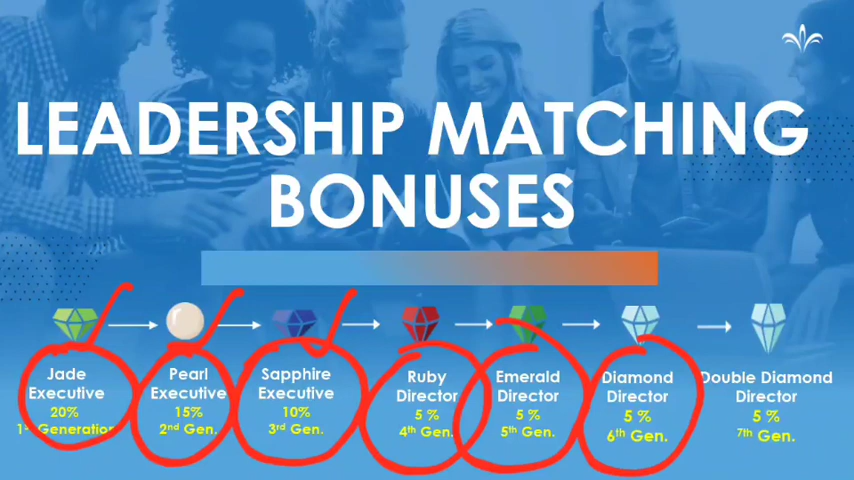 LEADERSHIP MATCHING
BONUSES
Jade
Executive
20%
1st Generation
Pearl
Executive
15%
2nd Gen.
Sapphire
Executive
10%
3rd Gen.
Ruby
Director
5 %
4th Gen.
Emerald
Director
5 %
5th Gen.
Diamond
Director
5 %
6th Gen.
Double Diamond
Director
5 %
7th Gen.